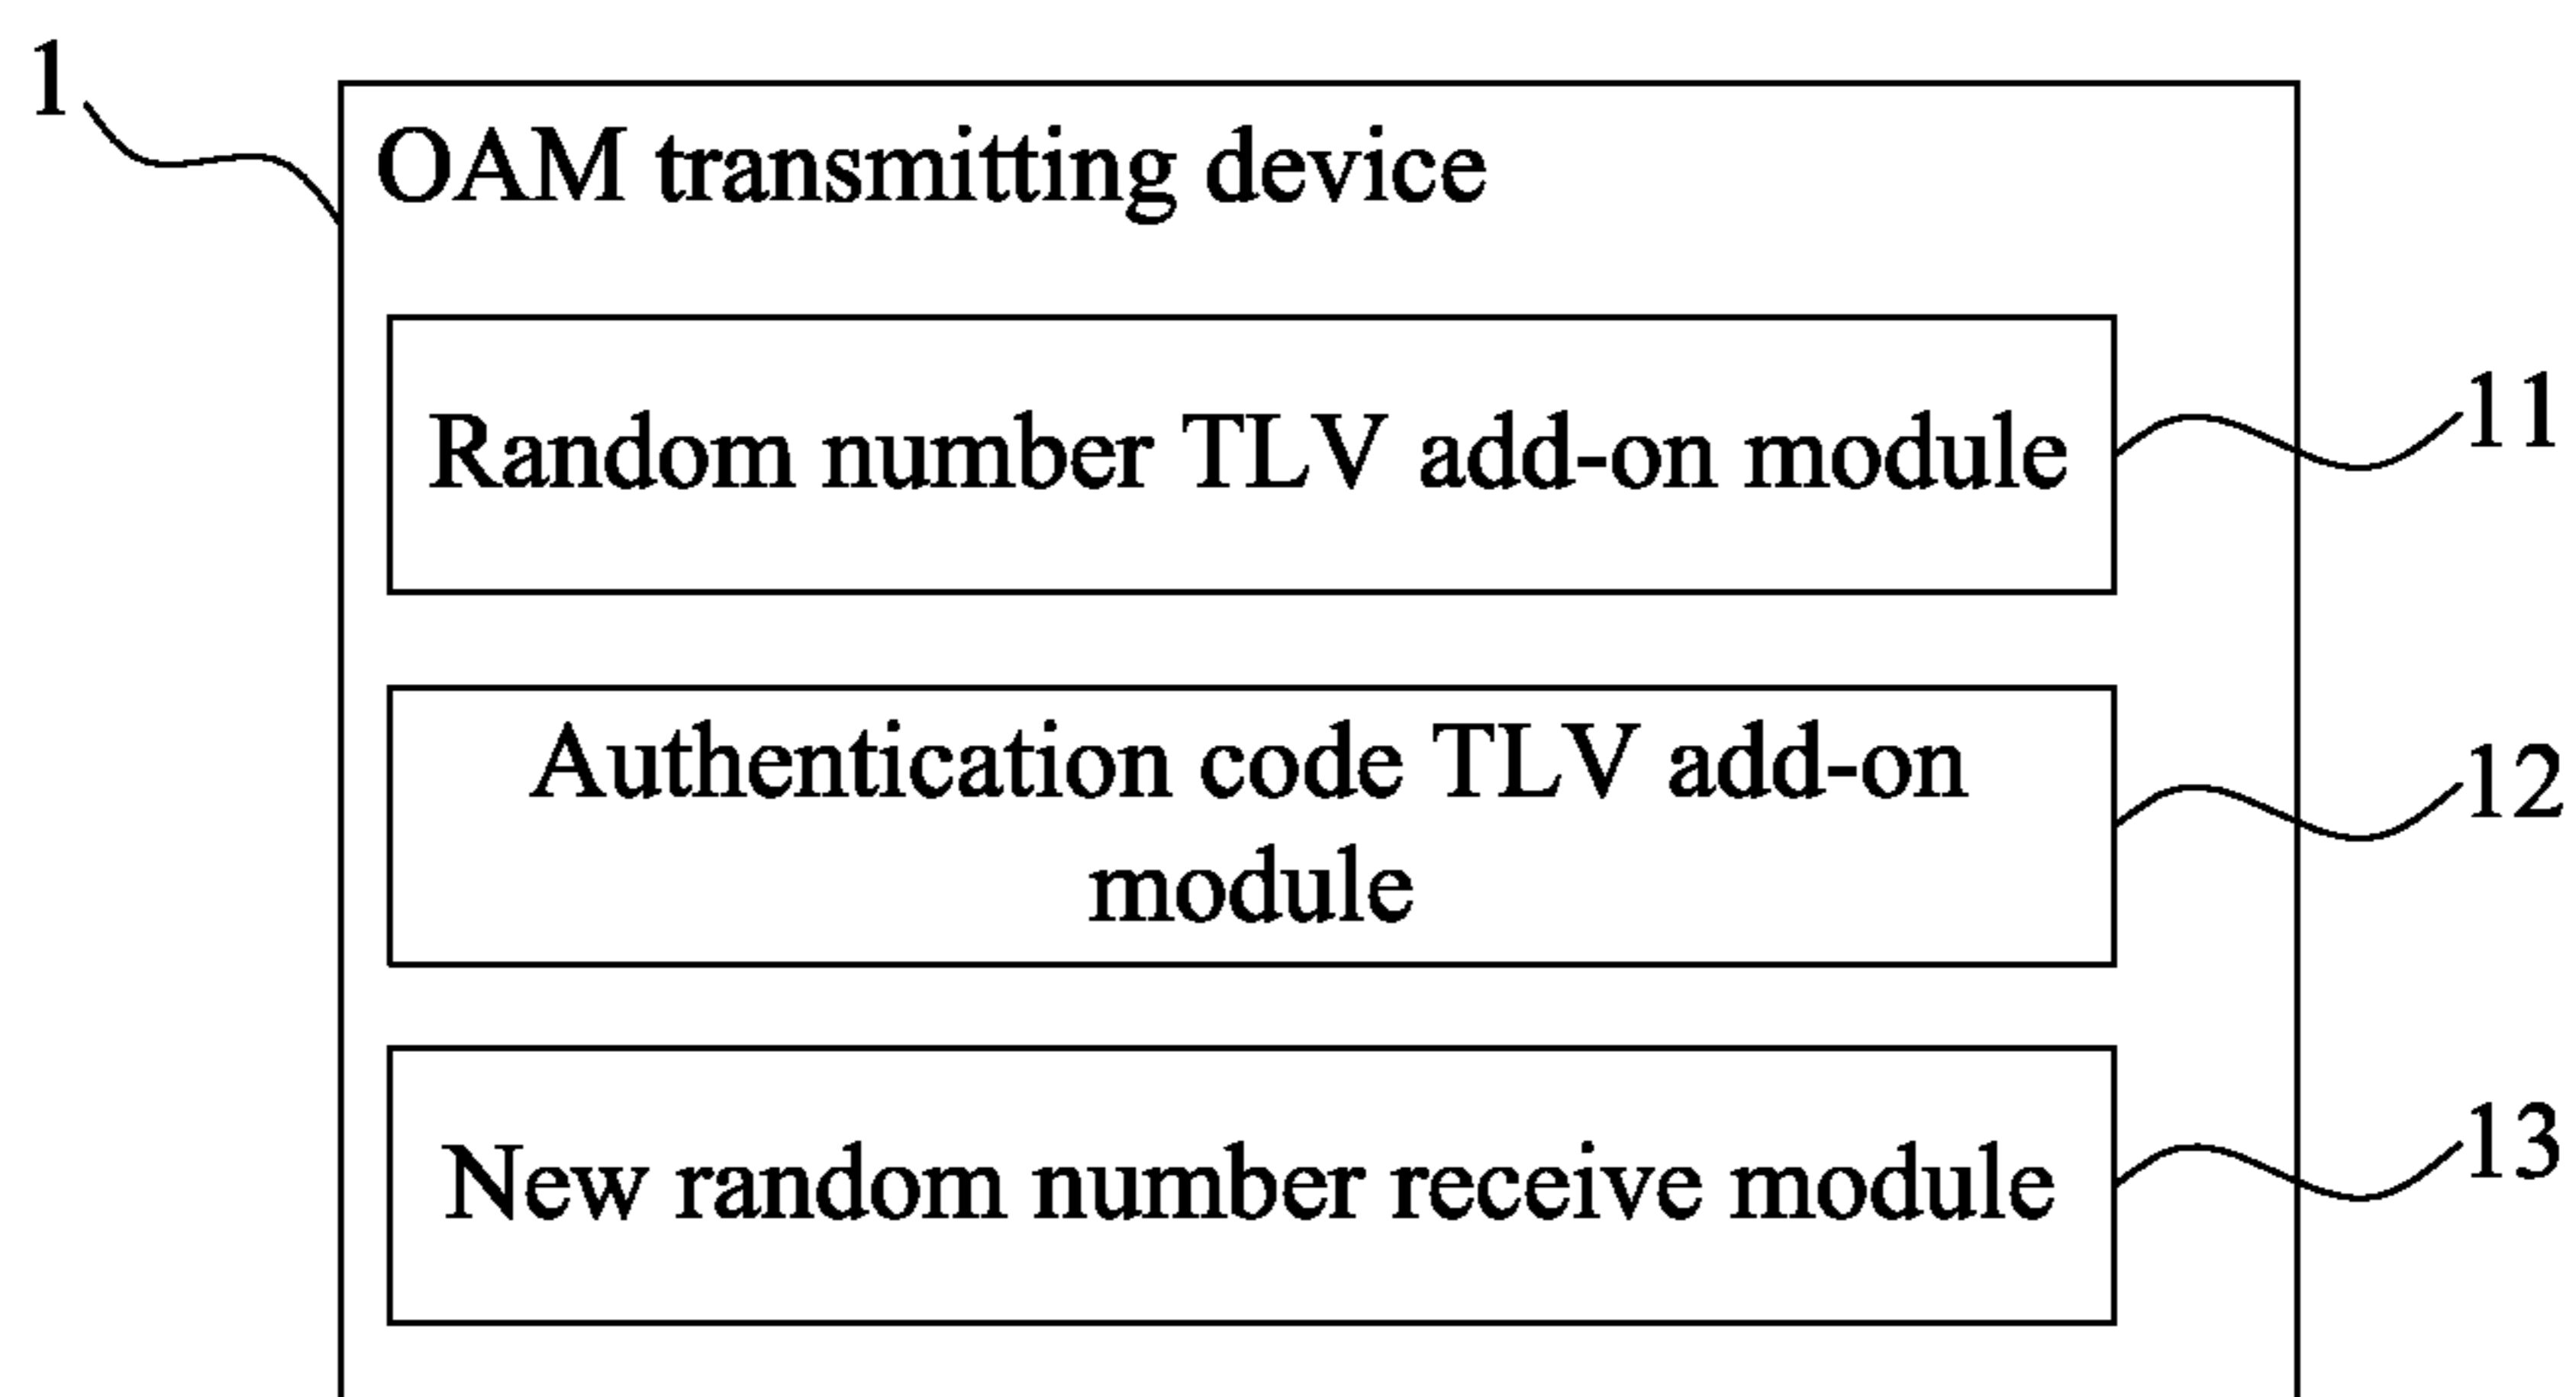 1
OAM transmitting device
Random number TLV add-on module
11
Authentication code TLV add-on
module
12
New random number receive module
13